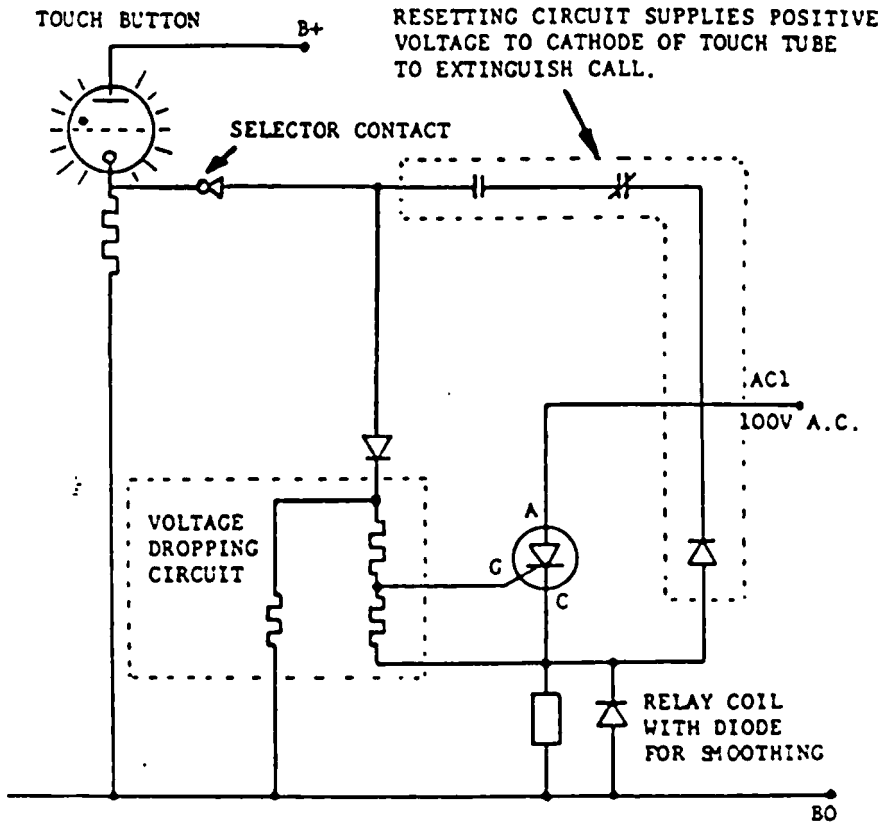 TOUCH BUTTON
B+
RESETTING CIRCUIT SUPPLIES POSITIVE
VOLTAGE TO CATHODE OF TOUCH TUBE
TO EXTINGUISH CALL.
SELECTOR CONTACT
AC1
100V A.C.
VOLTAGE
DROPPING
CIRCUIT
A
G
C
RELAY COIL
WITH DIODE
FOR SMOOTHING
BO